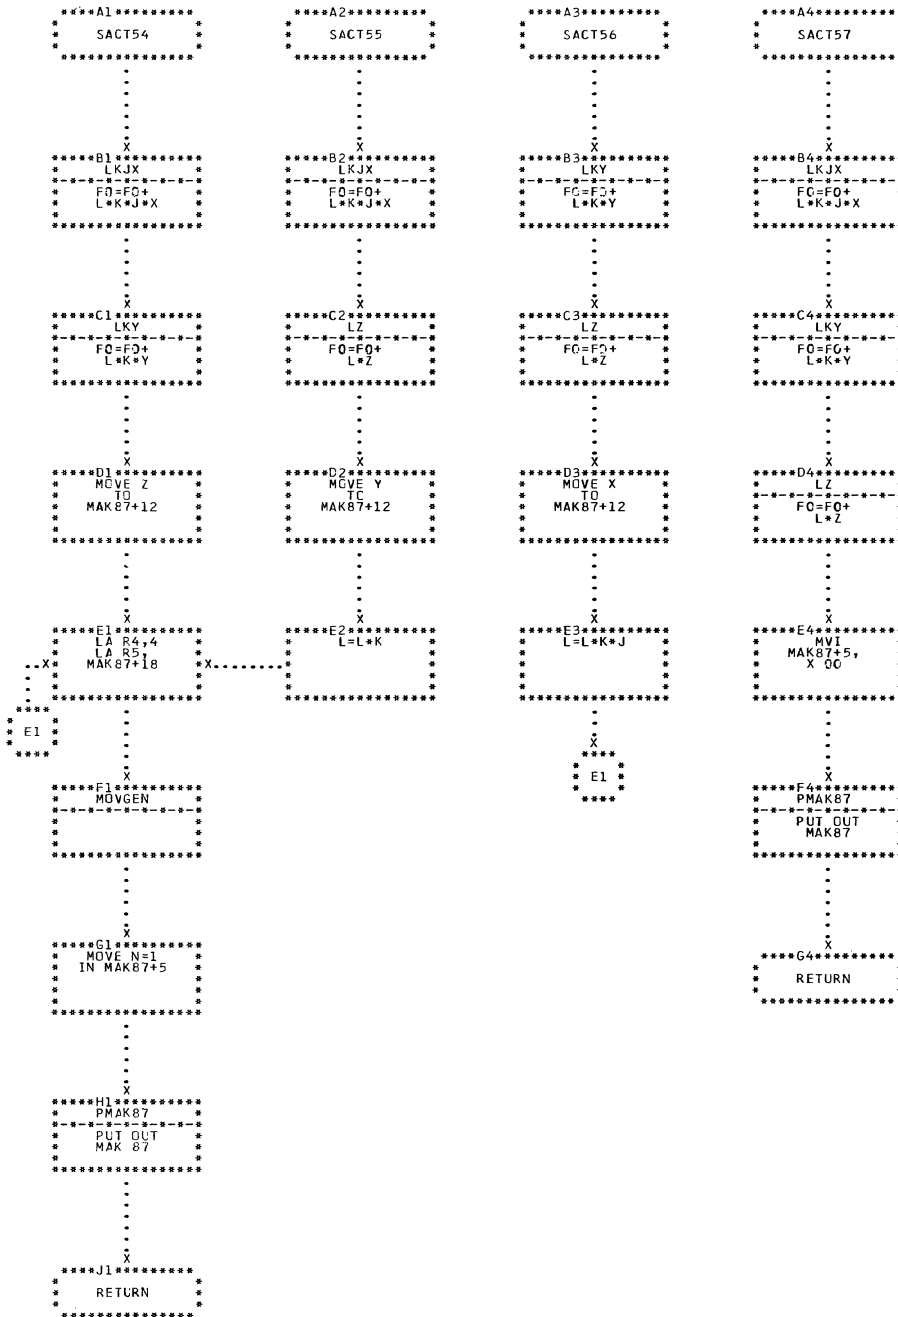 A1
SACT54
B1
LKJX
FO=FO+
L*K*J*X
C1
LKY
FO=FO+
L*K*Y
D1
MOVE Z
TO
MAK87+12
E1
LA R4,4
LA R5,
MAK87+18
E1
F1
MOVGEN
G1
MOVE N=1
IN MAK87+5
H1
PMAK87
PUT OUT
MAK 87
J1
RETURN
A2
SACT55
B2
LKJX
FO=FO+
L*K*J*X
C2
LZ
FO=FO+
L*Z
D2
MOVE Y
TO
MAK87+12
E2
L=L*K
A3
SACT56
B3
LKY
FO=FO+
L*K*Y
C3
LZ
FO=FO+
L*Z
D3
MOVE X
TO
MAK87+12
E3
L=L*K*J
E1
A4
SACT57
B4
LKJX
FO=FO+
L*K*J*X
C4
LKY
FO=FO+
L*K*Y
D4
LZ
FO=FO+
L*Z
E4
MVI
MAK87+5,
X 00
F4
PMAK87
PUT OUT
MAK87
G4
RETURN